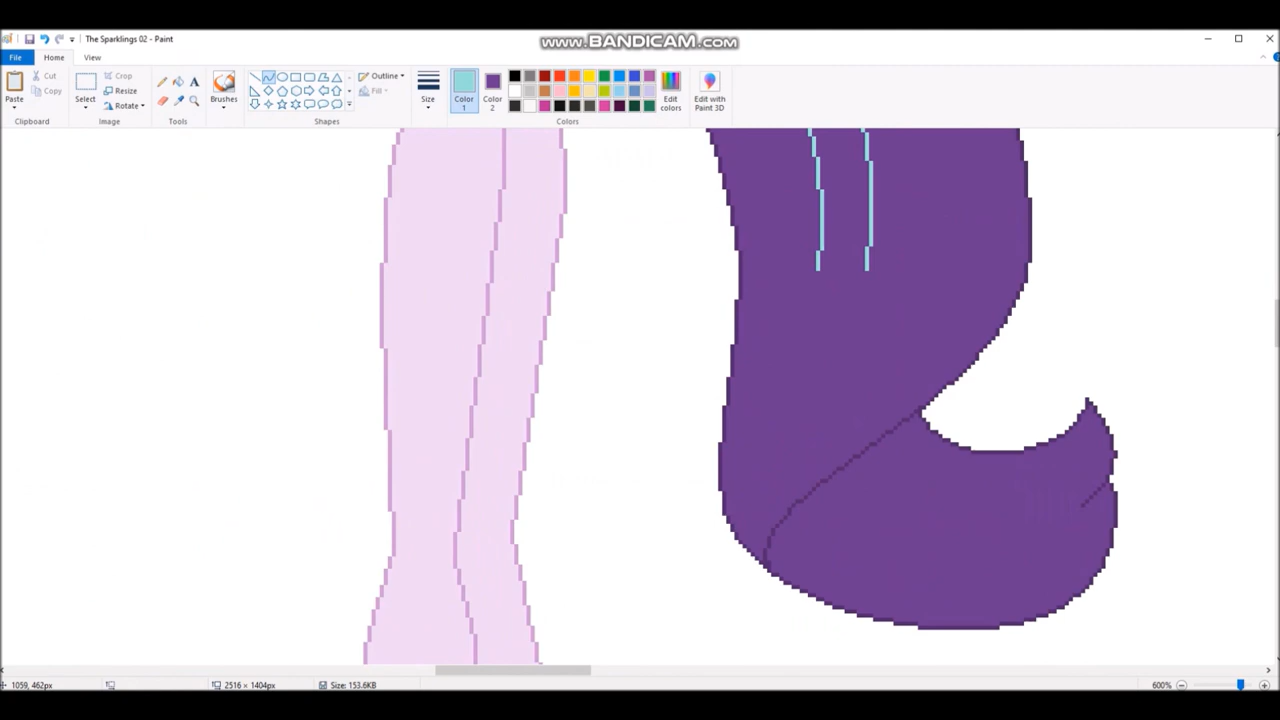 The Sparklings 02 - Paint
www.BANDICAM.com
File
Home
View
Paste
Cut
Copy
Clipboard
Select
Crop
Resize
Rotate
Image
A
Tools
Brushes
Shapes
Outline
Fill
Size
Color 1
Color 2
Edit colors
Colors
Edit with Paint 3D
1059, 462px
2516 × 1404px
Size: 153.6KB
600%